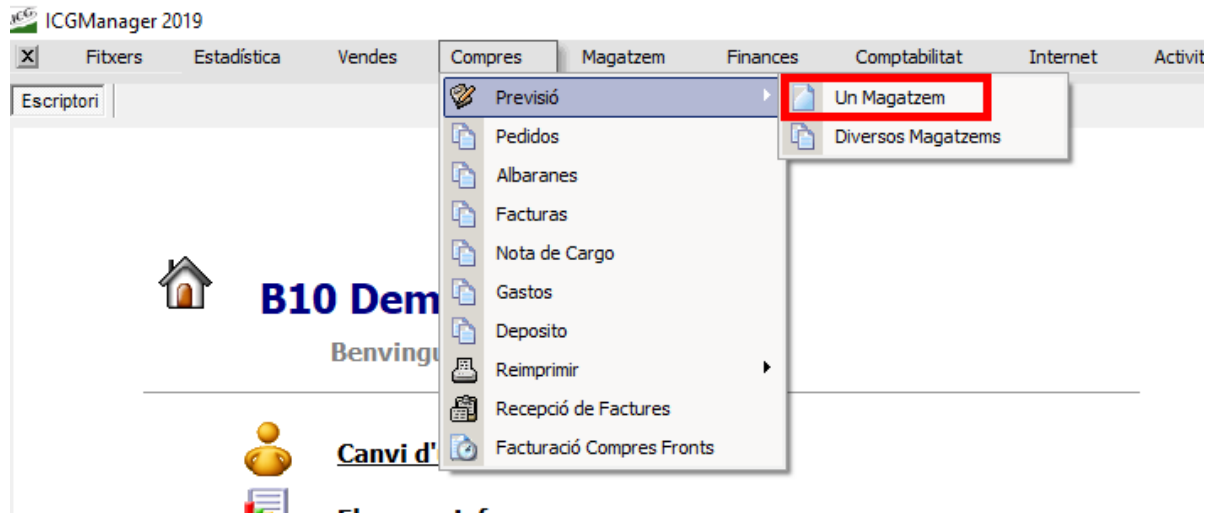 ICGManager 2019
X Fitxers Estadística Vendes Compres Magatzem Finances Comptabilitat Internet Activit
Escriptori
Previsió
Un Magatzem
Diversos Magatzems
Pedidos
Albaranes
Facturas
Nota de Cargo
Gastos
Deposito
Reimprimir
Recepció de Factures
Facturació Compres Fronts
B10 Dem
Benvingu
Canvi d'